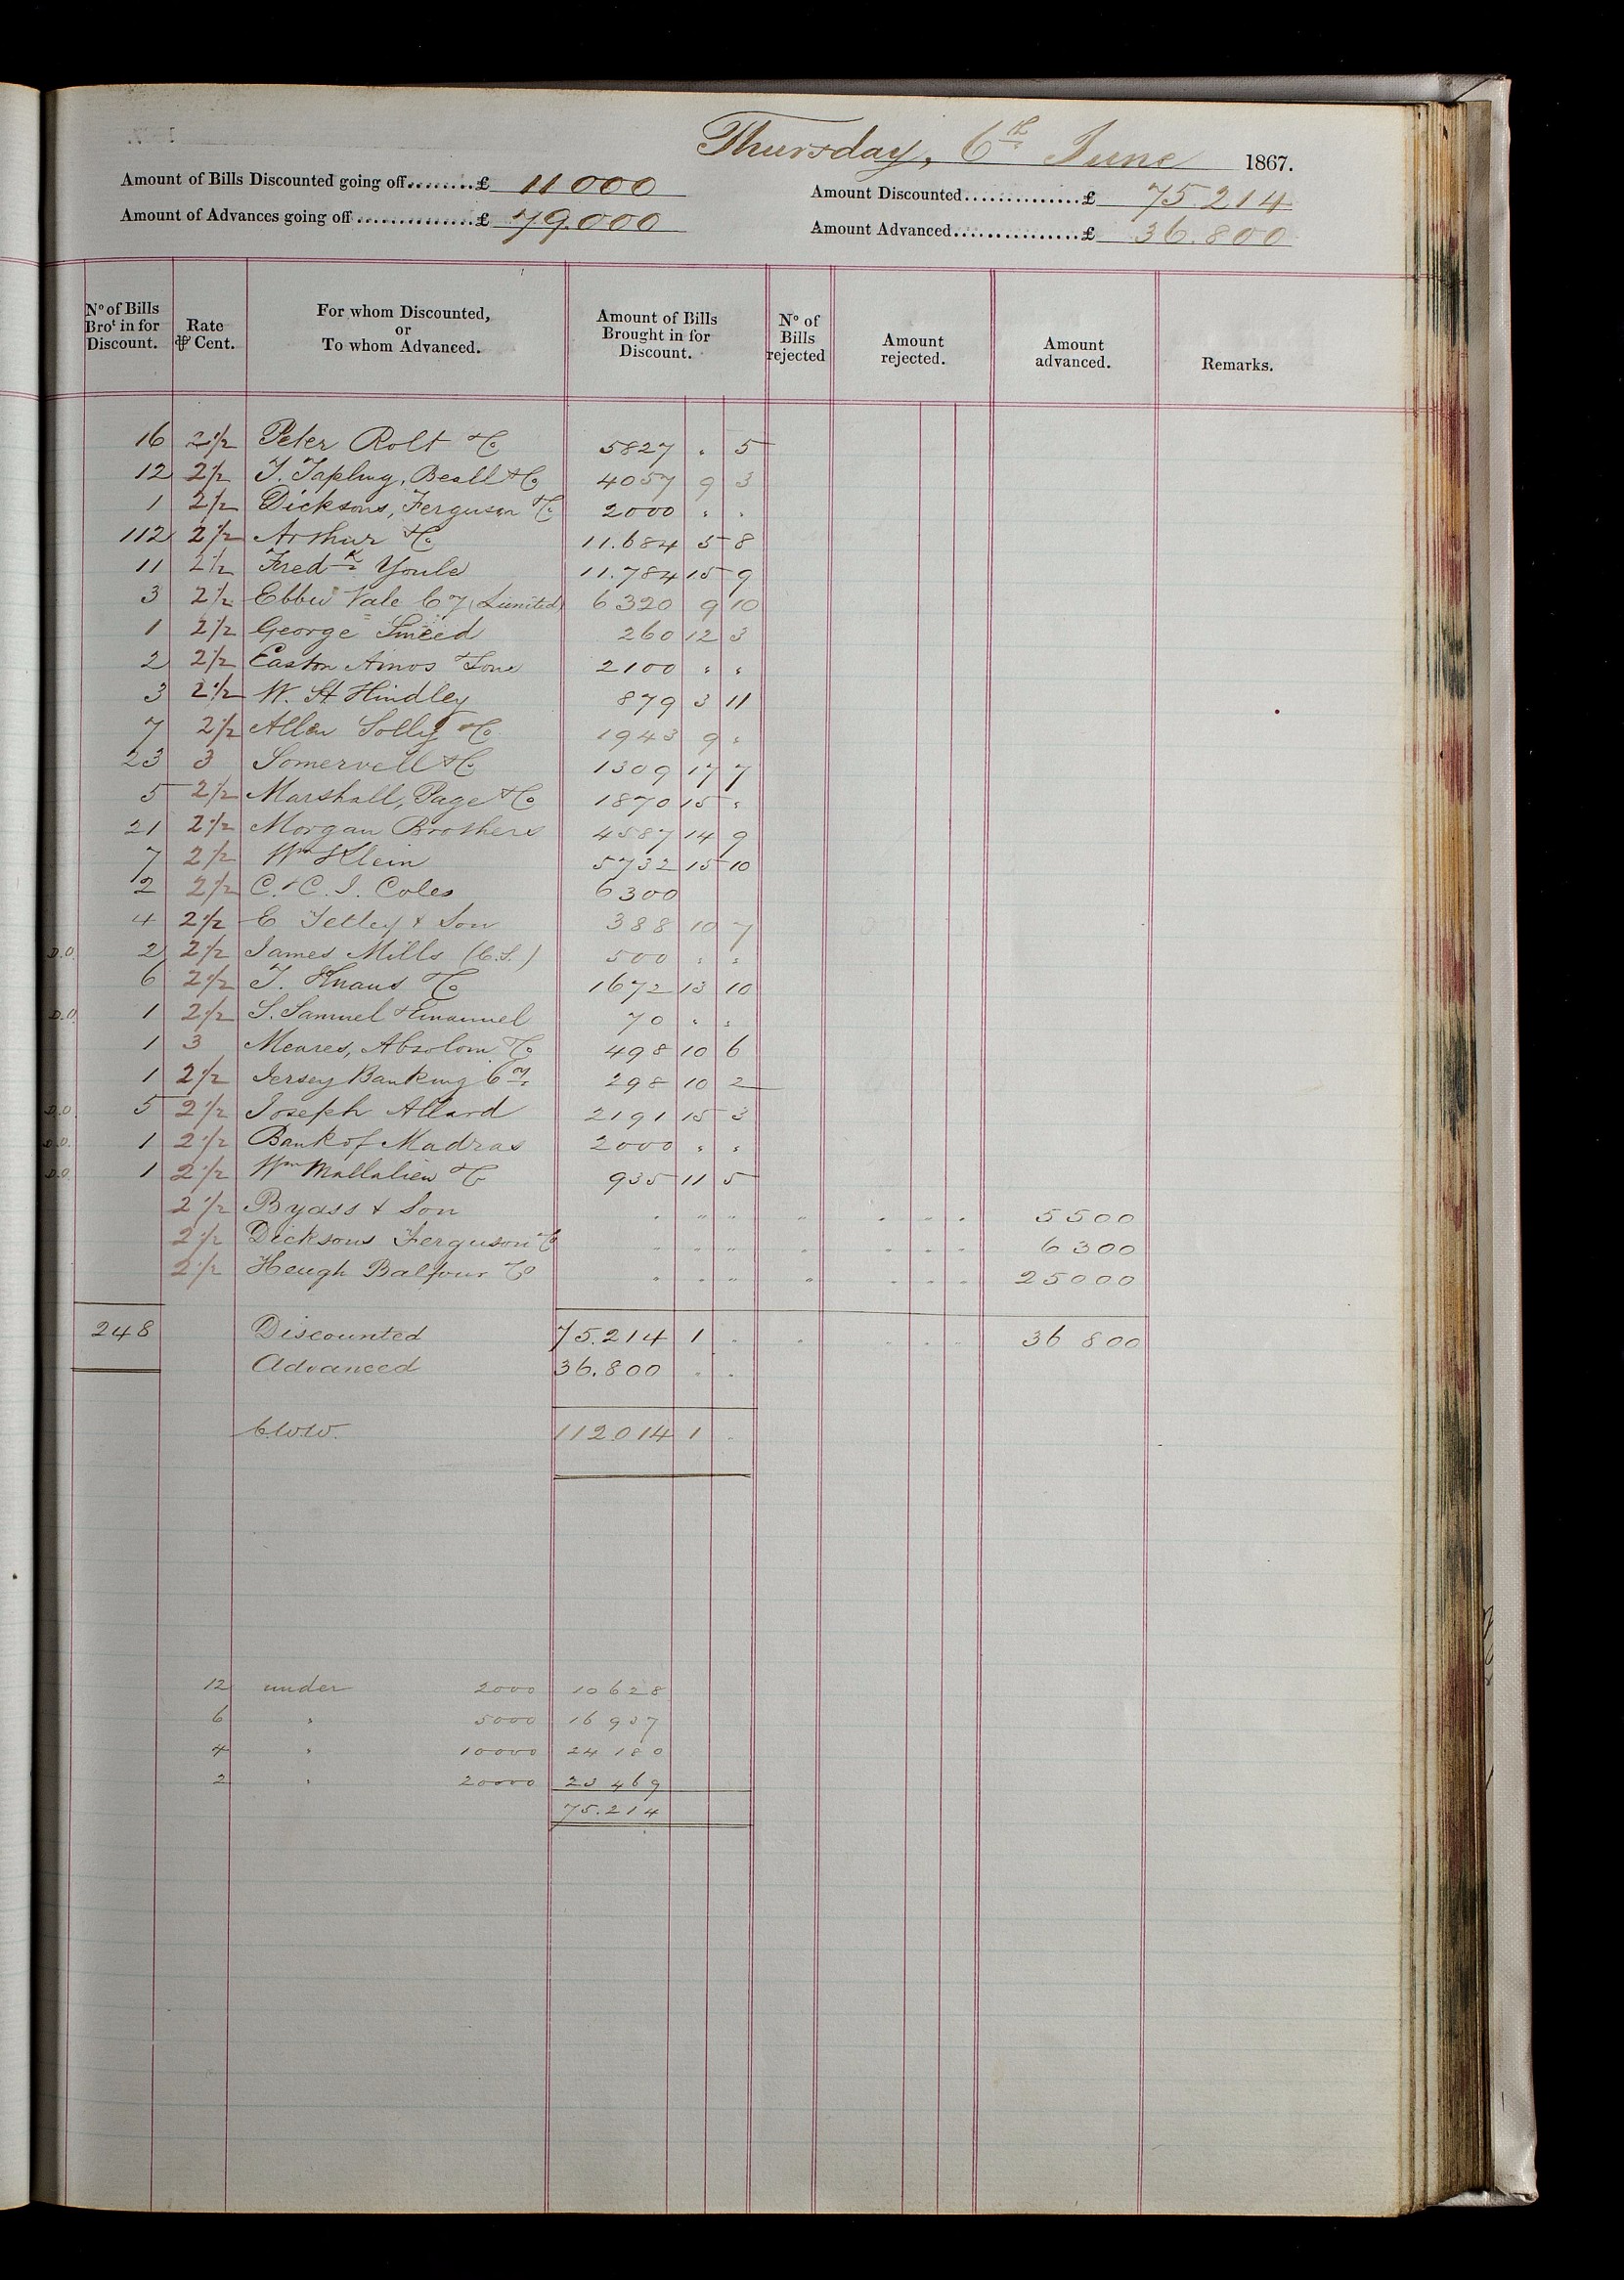 Thursday, 6th June 1867.
Amount of Bills Discounted going off........£ 11000
Amount Discounted..............£ 75.214
Amount of Advances going off...............£ 79.000
Amount Advanced................£ 36.800
No of Bills Brot in for Discount. Rate ⅌ Cent. For whom Discounted, or To whom Advanced. Amount of Bills Brought in for Discount. No of Bills rejected Amount rejected. Amount advanced. Remarks.
16 2½ Peter Rolt & Co 5827 " 5
12 2½ T. Tapling, Beall & Co 4057 9 3
1 2½ Dicksons, Ferguson & Co 2000 " "
112 2½ Arthur & Co 11.684 5 8
11 2½ Fredk Youle 11.784 15 9
3 2½ Ebbw Vale Coy (Limited) 6320 9 10
1 2½ George Smeed 260 12 3
2 2½ Easton Amos & Sons 2100 " "
3 2½ W. H Hindley 879 3 11
7 2½ Allen Solly & Co 1943 9 "
23 3 Somervell & Co 1309 17 7
5 2½ Marshall, Page & Co 1870 15 "
21 2½ Morgan Brothers 4587 14 9
7 2½ Wm Klein 5732 15 10
2 2½ C. & C. J. Coles 6300
4 2½ E Tetley & Son 388 10 7
D.O. 2 2½ James Mills (C.S.) 500 " "
6 2½ T. Knaus & Co 1672 13 10
D.O. 1 2½ S. Samuel & Emanuel 70 " "
1 3 Meares, Absolom & Co 498 10 6
1 2½ Jersey Banking Coy. 298 10 2
D.O. 5 2½ Joseph Allard 2191 15 3
D.O. 1 2½ Bank of Madras 2000 " "
D.O. 1 2½ Wm Mallalieu & Co 935 11 5
2½ Byass & Son " " " " " " " 5500
2½ Dicksons Ferguson & Co " " " " " " " 6300
2½ Heugh Balfour & Co " " " " " " " 25000
248 Discounted 75.214 1 " " " " " 36 800
Advanced 36.800 " "
C.W.W. 112014 1 "
12 under 2000 10628
6 " 5000 16 937
4 " 10000 24 180
2 " 20000 23 469
75.214